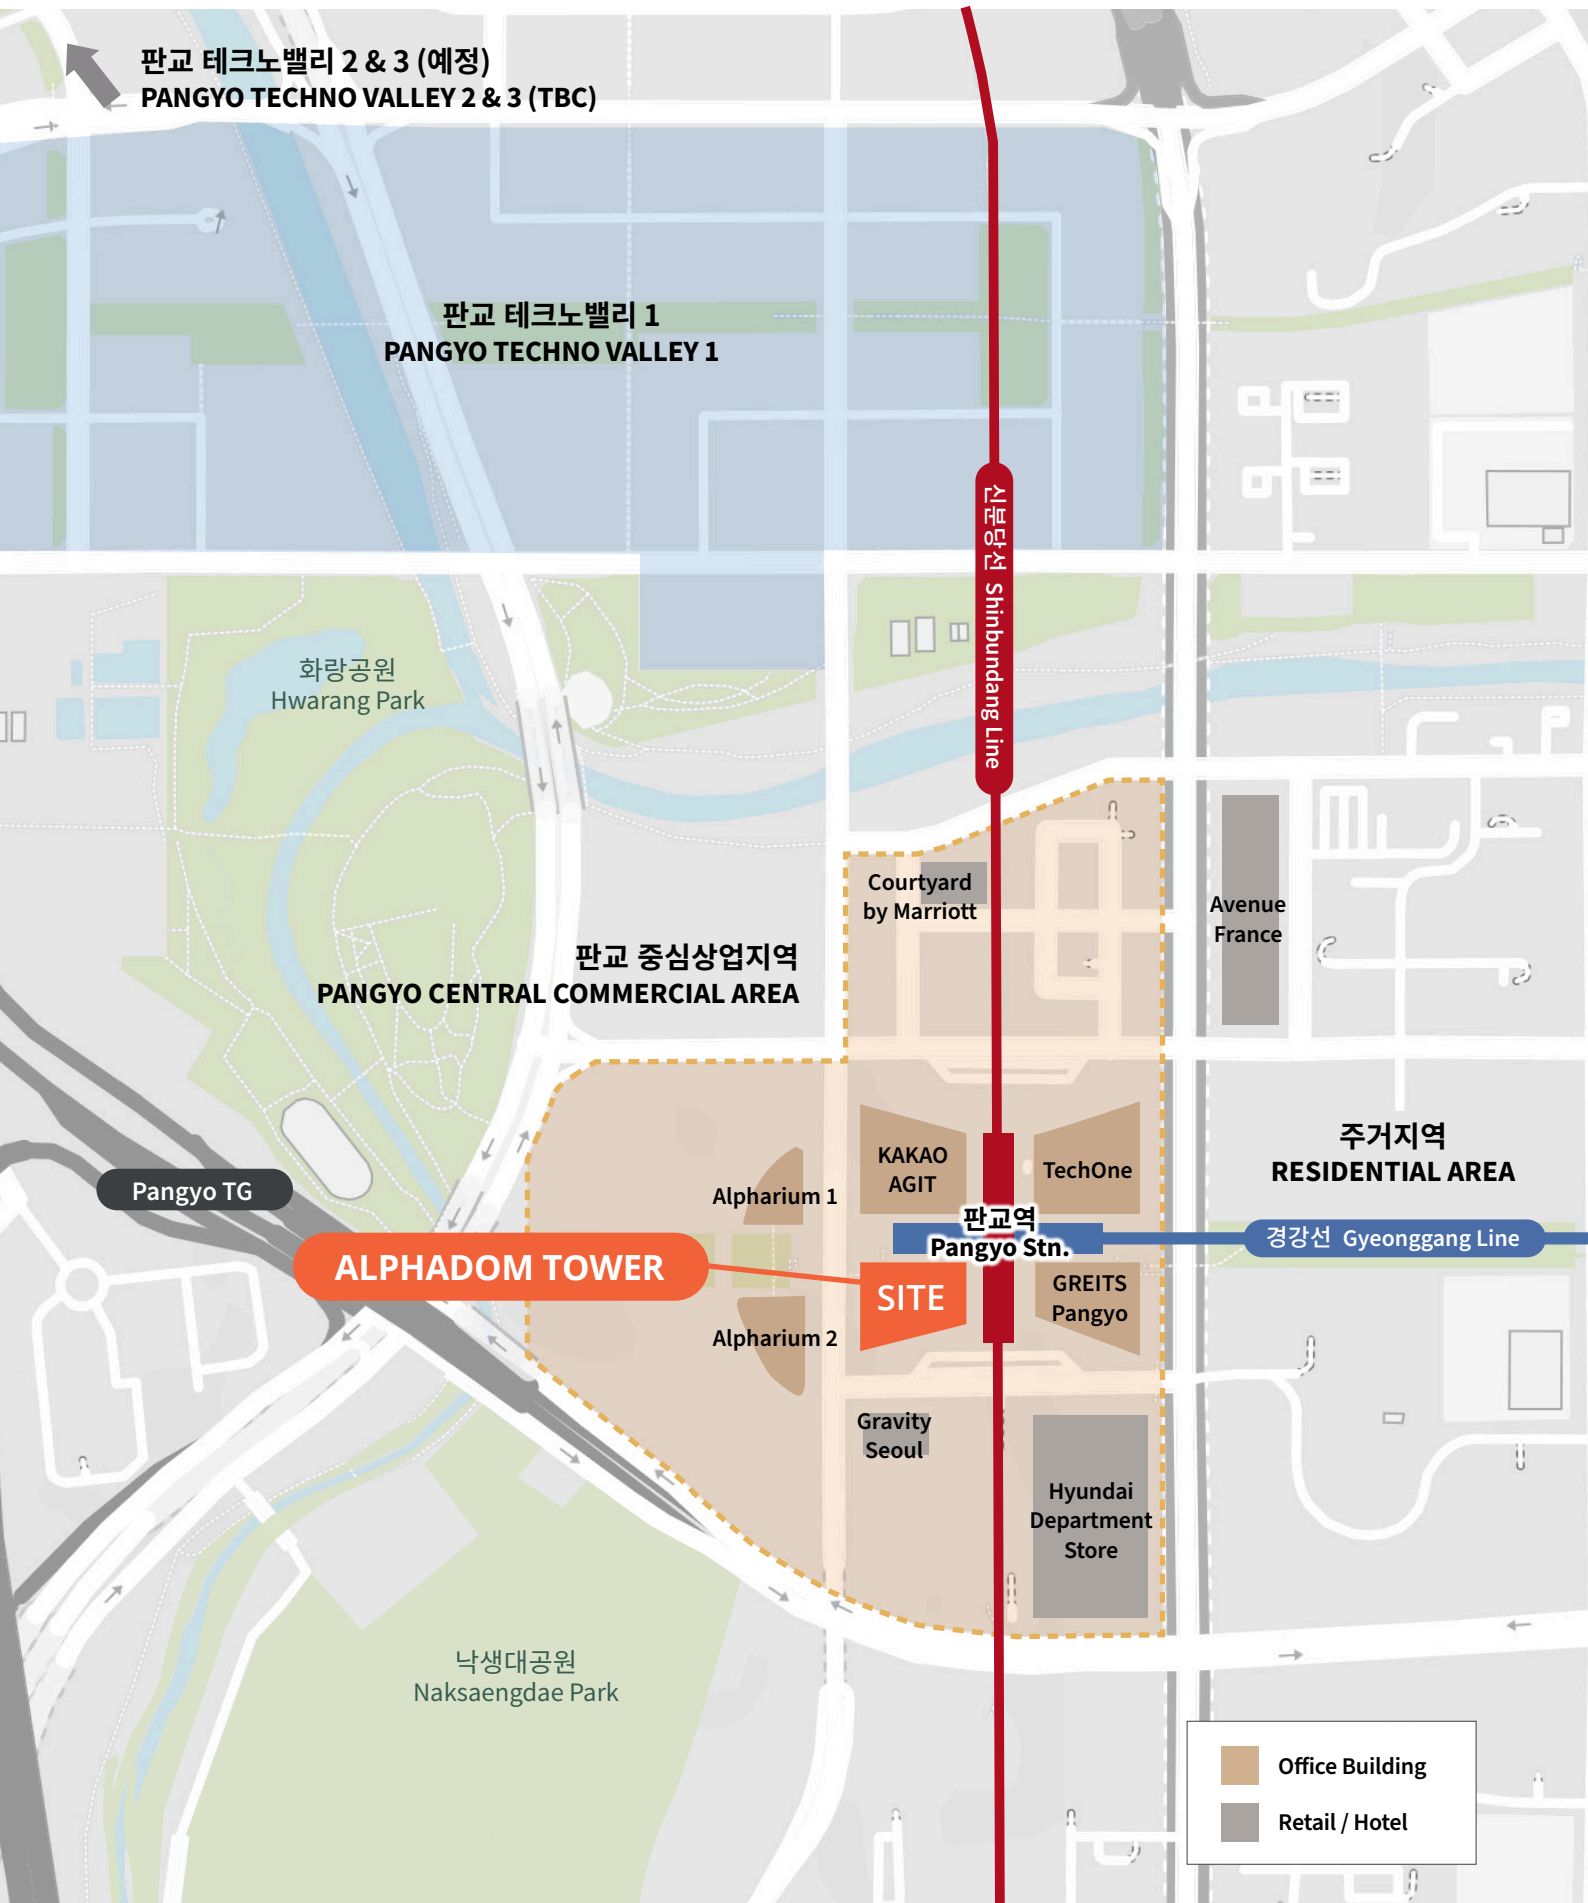 판교 테크노밸리 2 & 3 (예정)
PANGYO TECHNO VALLEY 2 & 3 (TBC)
판교 테크노밸리 1
PANGYO TECHNO VALLEY 1
신분당선 Shinbundang Line
화랑공원
Hwarang Park
Courtyard
by Marriott
Avenue
France
판교 중심상업지역
PANGYO CENTRAL COMMERCIAL AREA
KAKAO
AGIT
TechOne
주거지역
RESIDENTIAL AREA
Pangyo TG
Alpharium 1
판교역
Pangyo Stn.
경강선 Gyeonggang Line
ALPHADOM TOWER
SITE
GREITS
Pangyo
Alpharium 2
Gravity
Seoul
Hyundai
Department
Store
낙생대공원
Naksaengdae Park
Office Building
Retail / Hotel